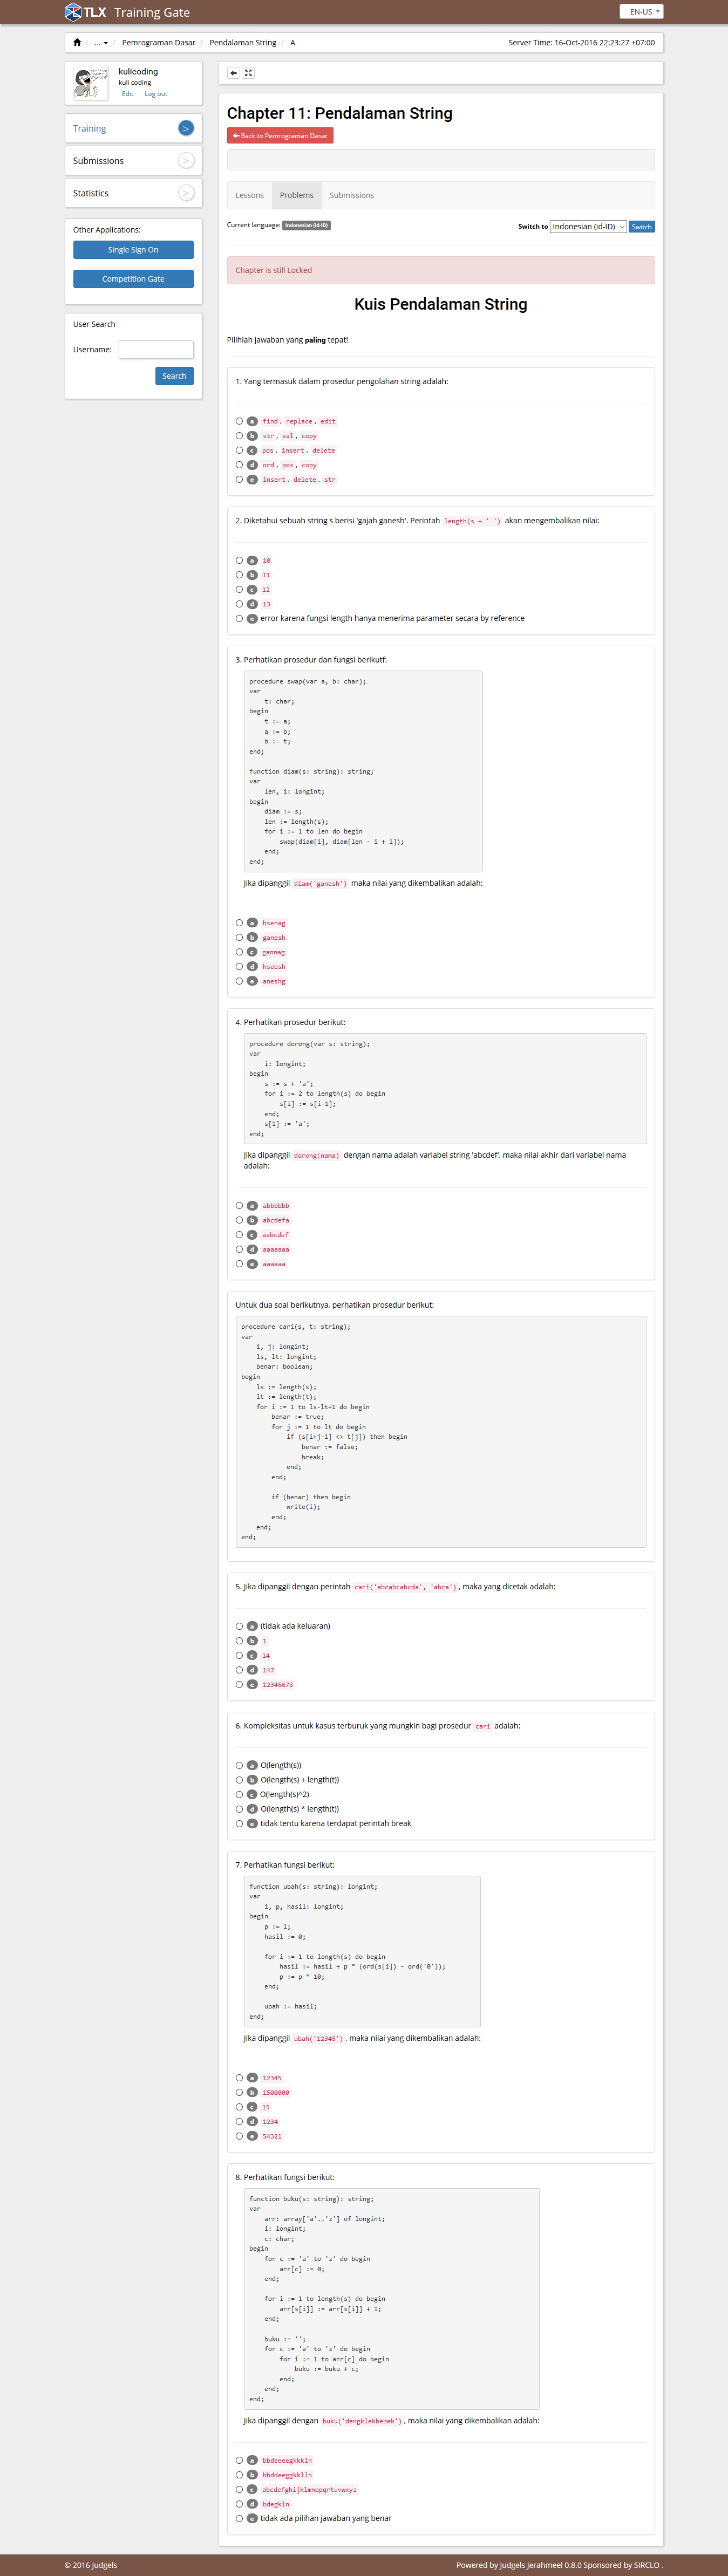 TLX Training Gate
EN-US
... Pemrograman Dasar / Pendalaman String / A
Server Time: 16-Oct-2016 22:23:27 +07:00
kulicoding
kuli coding
Edit Log out
Training
Submissions
Statistics
Other Applications:
Single Sign On
Competition Gate
User Search
Username:
Search
Chapter 11: Pendalaman String
Back to Pemrograman Dasar
Lessons Problems Submissions
Current language: Indonesian (id-ID)
Switch to Indonesian (id-ID) Switch
Chapter is still Locked
Kuis Pendalaman String
Pilihlah jawaban yang paling tepat!
1. Yang termasuk dalam prosedur pengolahan string adalah:
a find, replace, edit
b str, val, copy
c pos, insert, delete
d ord, pos, copy
e insert, delete, str
2. Diketahui sebuah string s berisi 'gajah ganesh'. Perintah length(s + ' ') akan mengembalikan nilai:
a 10
b 11
c 12
d 13
e error karena fungsi length hanya menerima parameter secara by reference
3. Perhatikan prosedur dan fungsi berikutf:
procedure swap(var a, b: char);
var
t: char;
begin
t := a;
a := b;
b := t;
end;
function diam(s: string): string;
var
len, i: longint;
begin
diam := s;
len := length(s);
for i := 1 to len do begin
swap(diam[i], diam[len - i + 1]);
end;
end;
Jika dipanggil diam('ganesh') maka nilai yang dikembalikan adalah:
a hsenag
b ganesh
c gannag
d hseesh
e aneshg
4. Perhatikan prosedur berikut:
procedure dorong(var s: string);
var
i: longint;
begin
s := s + 'a';
for i := 2 to length(s) do begin
s[i] := s[i-1];
end;
s[1] := 'a';
end;
Jika dipanggil dorong(nama) dengan nama adalah variabel string 'abcdef', maka nilai akhir dari variabel nama
adalah:
a abbbbbb
b abcdefa
c aabcdef
d aaaaaaa
e aaaaaa
Untuk dua soal berikutnya, perhatikan prosedur berikut:
procedure cari(s, t: string);
var
i, j: longint;
ls, lt: longint;
benar: boolean;
begin
ls := length(s);
lt := length(t);
for i := 1 to ls-lt+1 do begin
benar := true;
for j := 1 to lt do begin
if (s[i+j-1] <> t[j]) then begin
benar := false;
break;
end;
end;
if (benar) then begin
write(i);
end;
end;
end;
5. Jika dipanggil dengan perintah cari('abcabcabcda', 'abca'), maka yang dicetak adalah:
a (tidak ada keluaran)
b 1
c 14
d 147
e 12345678
6. Kompleksitas untuk kasus terburuk yang mungkin bagi prosedur cari adalah:
a O(length(s))
b O(length(s) + length(t))
c O(length(s)^2)
d O(length(s) * length(t))
e tidak tentu karena terdapat perintah break
7. Perhatikan fungsi berikut:
function ubah(s: string): longint;
var
i, p, hasil: longint;
begin
p := 1;
hasil := 0;
for i := 1 to length(s) do begin
hasil := hasil + p * (ord(s[i]) - ord('0'));
p := p * 10;
end;
ubah := hasil;
end;
Jika dipanggil ubah('12345'), maka nilai yang dikembalikan adalah:
a 12345
b 1500000
c 15
d 1234
e 54321
8. Perhatikan fungsi berikut:
function buku(s: string): string;
var
arr: array['a'..'z'] of longint;
i: longint;
c: char;
begin
for c := 'a' to 'z' do begin
arr[c] := 0;
end;
for i := 1 to length(s) do begin
arr[s[i]] := arr[s[i]] + 1;
end;
buku := '';
for c := 'a' to 'z' do begin
for i := 1 to arr[c] do begin
buku := buku + c;
end;
end;
end;
Jika dipanggil dengan buku('dengklekbebek'), maka nilai yang dikembalikan adalah:
a bbdeeeegkkkln
b bbddeeggkklln
c abcdefghijklmnopqrtuvwxyz
d bdegkln
e tidak ada pilihan jawaban yang benar
© 2016 Judgels
Powered by Judgels Jerahmeel 0.8.0 Sponsored by SIRCLO .